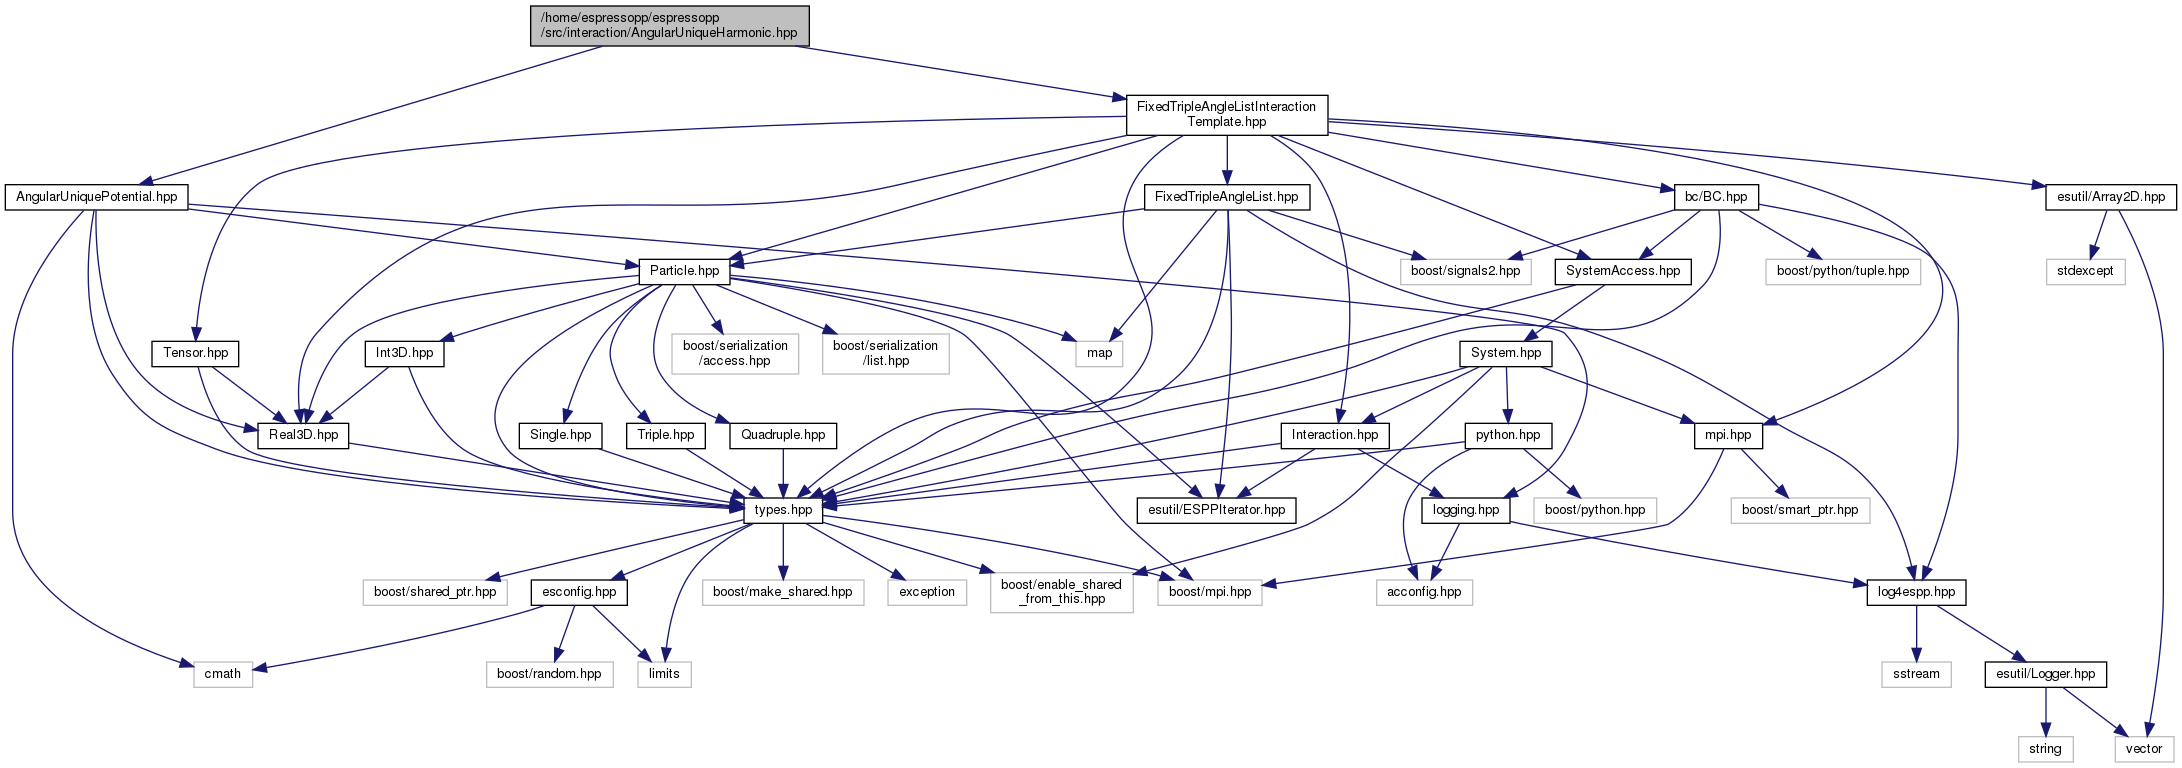 /home/espressopp/espressopp
/src/interaction/AngularUniqueHarmonic.hpp
FixedTripleAngleListInteraction
Template.hpp
AngularUniquePotential.hpp
FixedTripleAngleList.hpp
bc/BC.hpp
esutil/Array2D.hpp
Particle.hpp
boost/signals2.hpp
SystemAccess.hpp
boost/python/tuple.hpp
stdexcept
Tensor.hpp
Int3D.hpp
boost/serialization
/access.hpp
boost/serialization
/list.hpp
map
System.hpp
Real3D.hpp
Single.hpp
Triple.hpp
Quadruple.hpp
Interaction.hpp
python.hpp
mpi.hpp
types.hpp
esutil/ESPPIterator.hpp
logging.hpp
boost/python.hpp
boost/smart_ptr.hpp
boost/shared_ptr.hpp
esconfig.hpp
boost/make_shared.hpp
exception
boost/enable_shared
_from_this.hpp
boost/mpi.hpp
acconfig.hpp
log4espp.hpp
cmath
boost/random.hpp
limits
sstream
esutil/Logger.hpp
string
vector